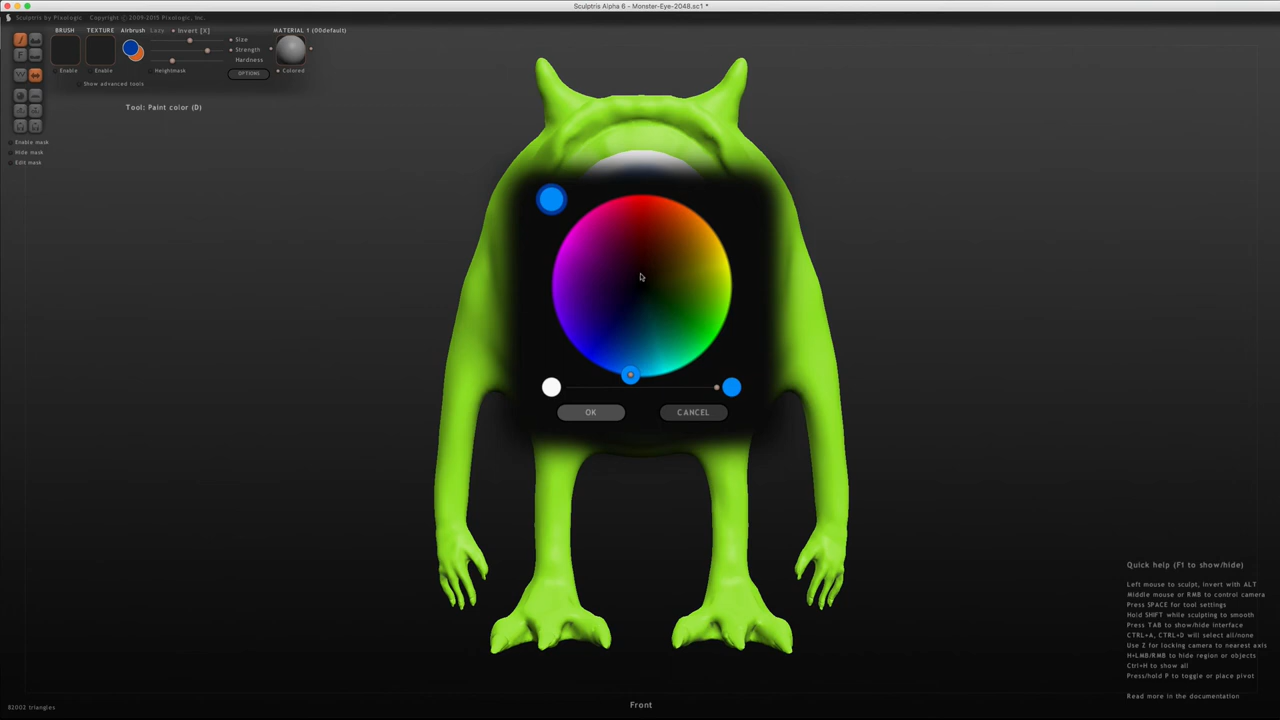 Sculptris Alpha 6 - Monster-Eye-2048.sc1 *
Sculptris by Pixologic, Copyright © 2009-2015 Pixologic, Inc.
BRUSH
TEXTURE
Airbrush
Lazy
Invert [X]
MATERIAL 1 (00default)
Size
Strength
Hardness
Enable
Enable
Heightmask
OPTIONS
Colored
Show advanced tools
Tool: Paint color (D)
Enable mask
Hide mask
Edit mask
OK
CANCEL
Quick help (F1 to show/hide)
Left mouse to sculpt, invert with ALT
Middle mouse or RMB to control camera
Press SPACE for tool settings
Hold SHIFT while sculpting to smooth
Press TAB to show/hide interface
CTRL+A, CTRL+D will select all/none
Use Z for locking camera to nearest axis
H+LMB/RMB to hide region or objects
Ctrl+H to show all
Press/hold P to toggle or place pivot
Read more in the documentation
82002 triangles
Front